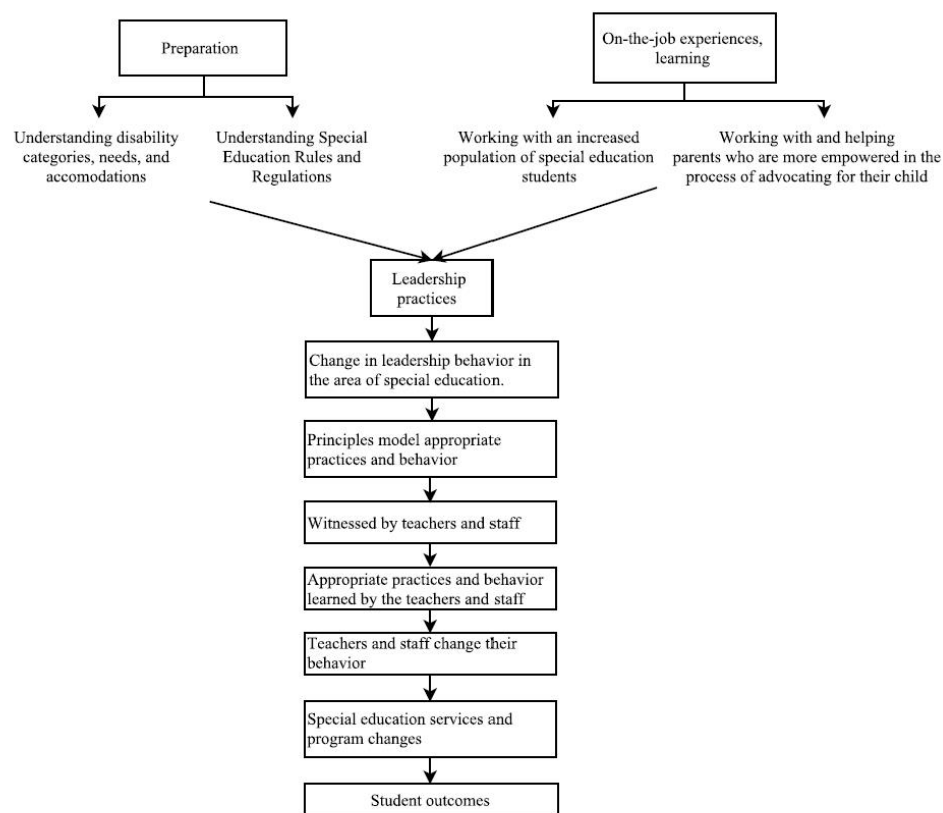 Preparation
On-the-job experiences,
learning
Understanding disability
categories, needs, and
accomodations
Understanding Special
Education Rules and
Regulations
Working with an increased
population of special education
students
Working with and helping
parents who are more empowered in the
process of advocating for their child
Leadership
practices
Change in leadership behavior in
the area of special education.
Principles model appropriate
practices and behavior
Witnessed by teachers and staff
Appropriate practices and behavior
learned by the teachers and staff
Teachers and staff change their
behavior
Special education services and
program changes
Student outcomes